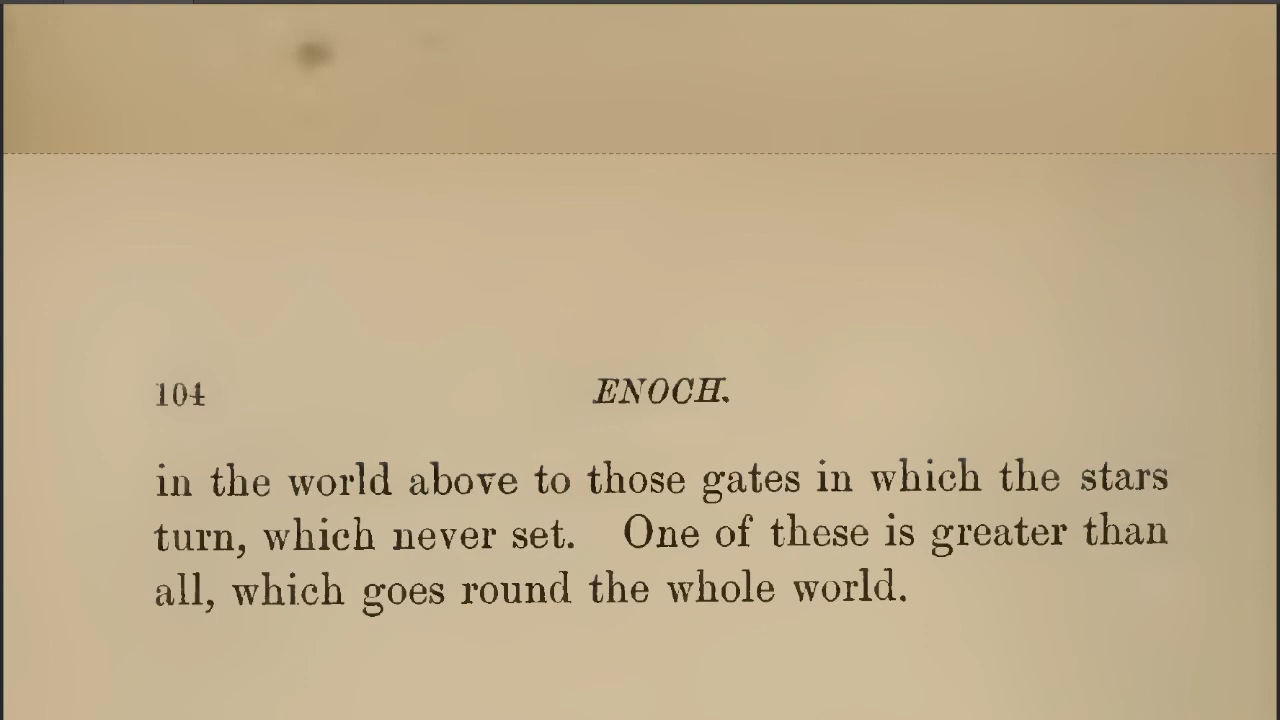 104
ENOCH.
in the world above to those gates in which the stars
turn, which never set. One of these is greater than
all, which goes round the whole world.